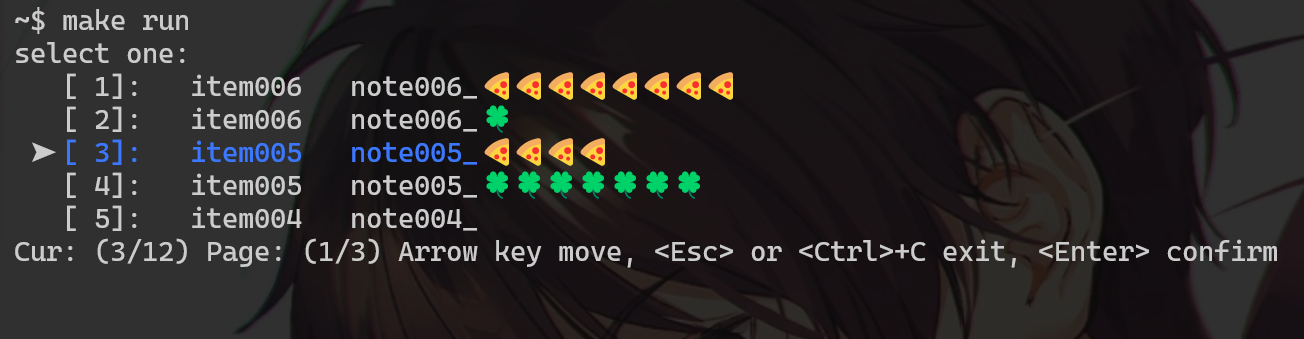 ~$ make run
select one:
[ 1]: item006 note006_🍕🍕🍕🍕🍕🍕🍕🍕
[ 2]: item006 note006_🍀
➤[ 3]: item005 note005_🍕🍕🍕🍕
[ 4]: item005 note005_🍀🍀🍀🍀🍀🍀🍀
[ 5]: item004 note004_
Cur: (3/12) Page: (1/3) Arrow key move, <Esc> or <Ctrl>+C exit, <Enter> confirm